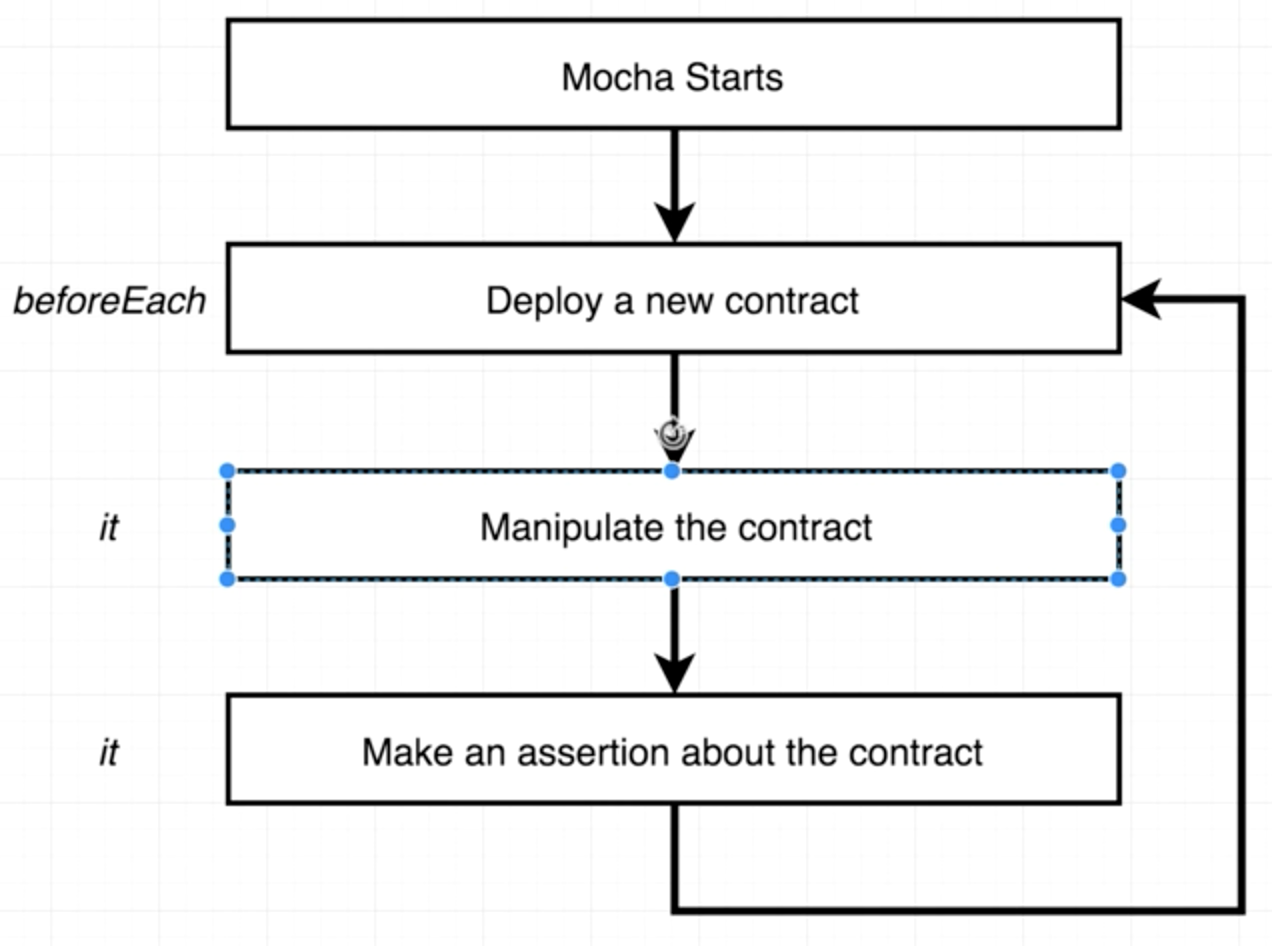 Mocha Starts
beforeEach
Deploy a new contract
it
Manipulate the contract
it
Make an assertion about the contract